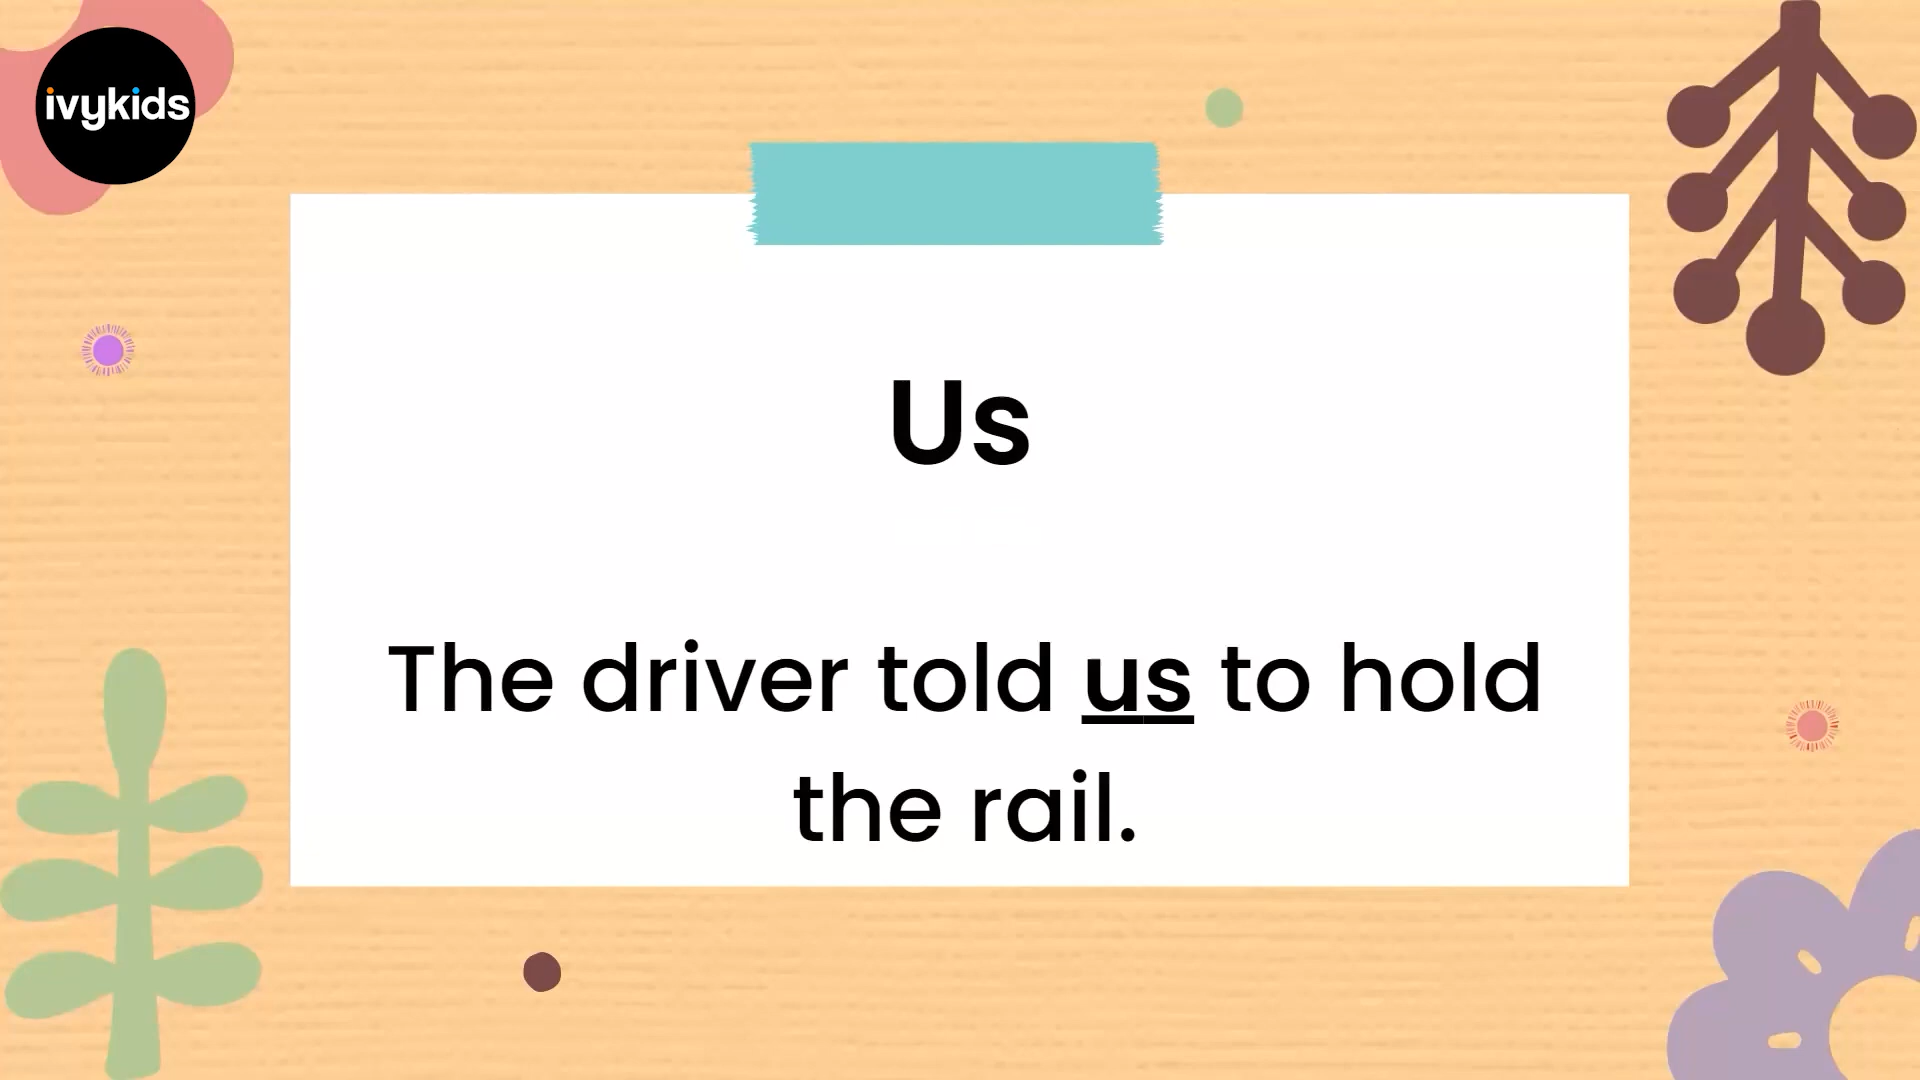 ivykids
Us
The driver told us to hold
the rail.